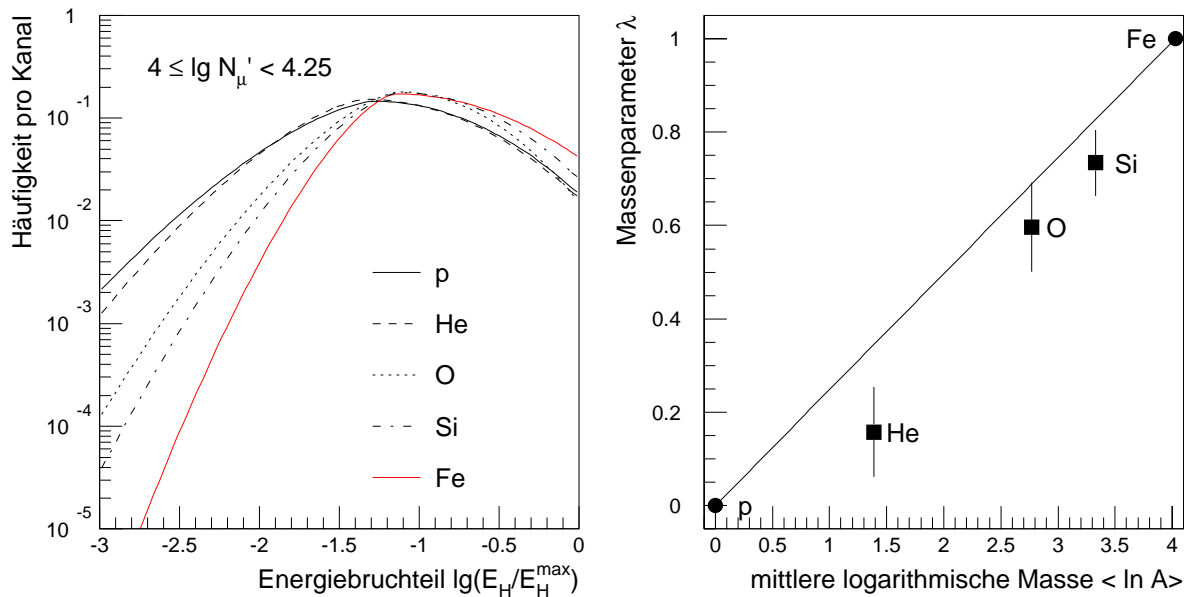 Häufigkeit pro Kanal
1
10⁻¹
10⁻²
10⁻³
10⁻⁴
10⁻⁵
4 ≤ lg N_μ' < 4.25
p
He
O
Si
Fe
-3 -2.5 -2 -1.5 -1 -0.5 0
Energiebruchteil lg(E_H/E_H^max)
Massenparameter λ
1
0.8
0.6
0.4
0.2
0
Fe
Si
O
He
p
0 0.5 1 1.5 2 2.5 3 3.5 4
mittlere logarithmische Masse < ln A>